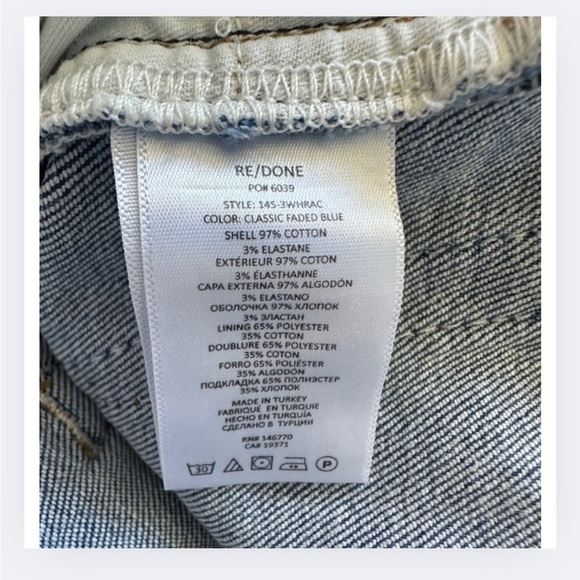 RE/DONE
PO# 6039
STYLE: 145-3WHRAC
COLOR: CLASSIC FADED BLUE
SHELL 97% COTTON
3% ELASTANE
EXTÉRIEUR 97% COTON
3% ÉLASTHANNE
CAPA EXTERNA 97% ALGODÓN
3% ELASTANO
ОБОЛОЧКА 97% ХЛОПОК
3% ЭЛАСТАН
LINING 65% POLYESTER
35% COTTON
DOUBLURE 65% POLYESTER
35% COTON
FORRO 65% POLIÉSTER
35% ALGODÓN
ПОДКЛАДКА 65% ПОЛИЭСТЕР
35% ХЛОПОК
MADE IN TURKEY
FABRIQUÉ EN TURQUIE
HECHO EN TURQUÍA
СДЕЛАНО В ТУРЦИИ
RN# 146770
CA# 19371
30 P